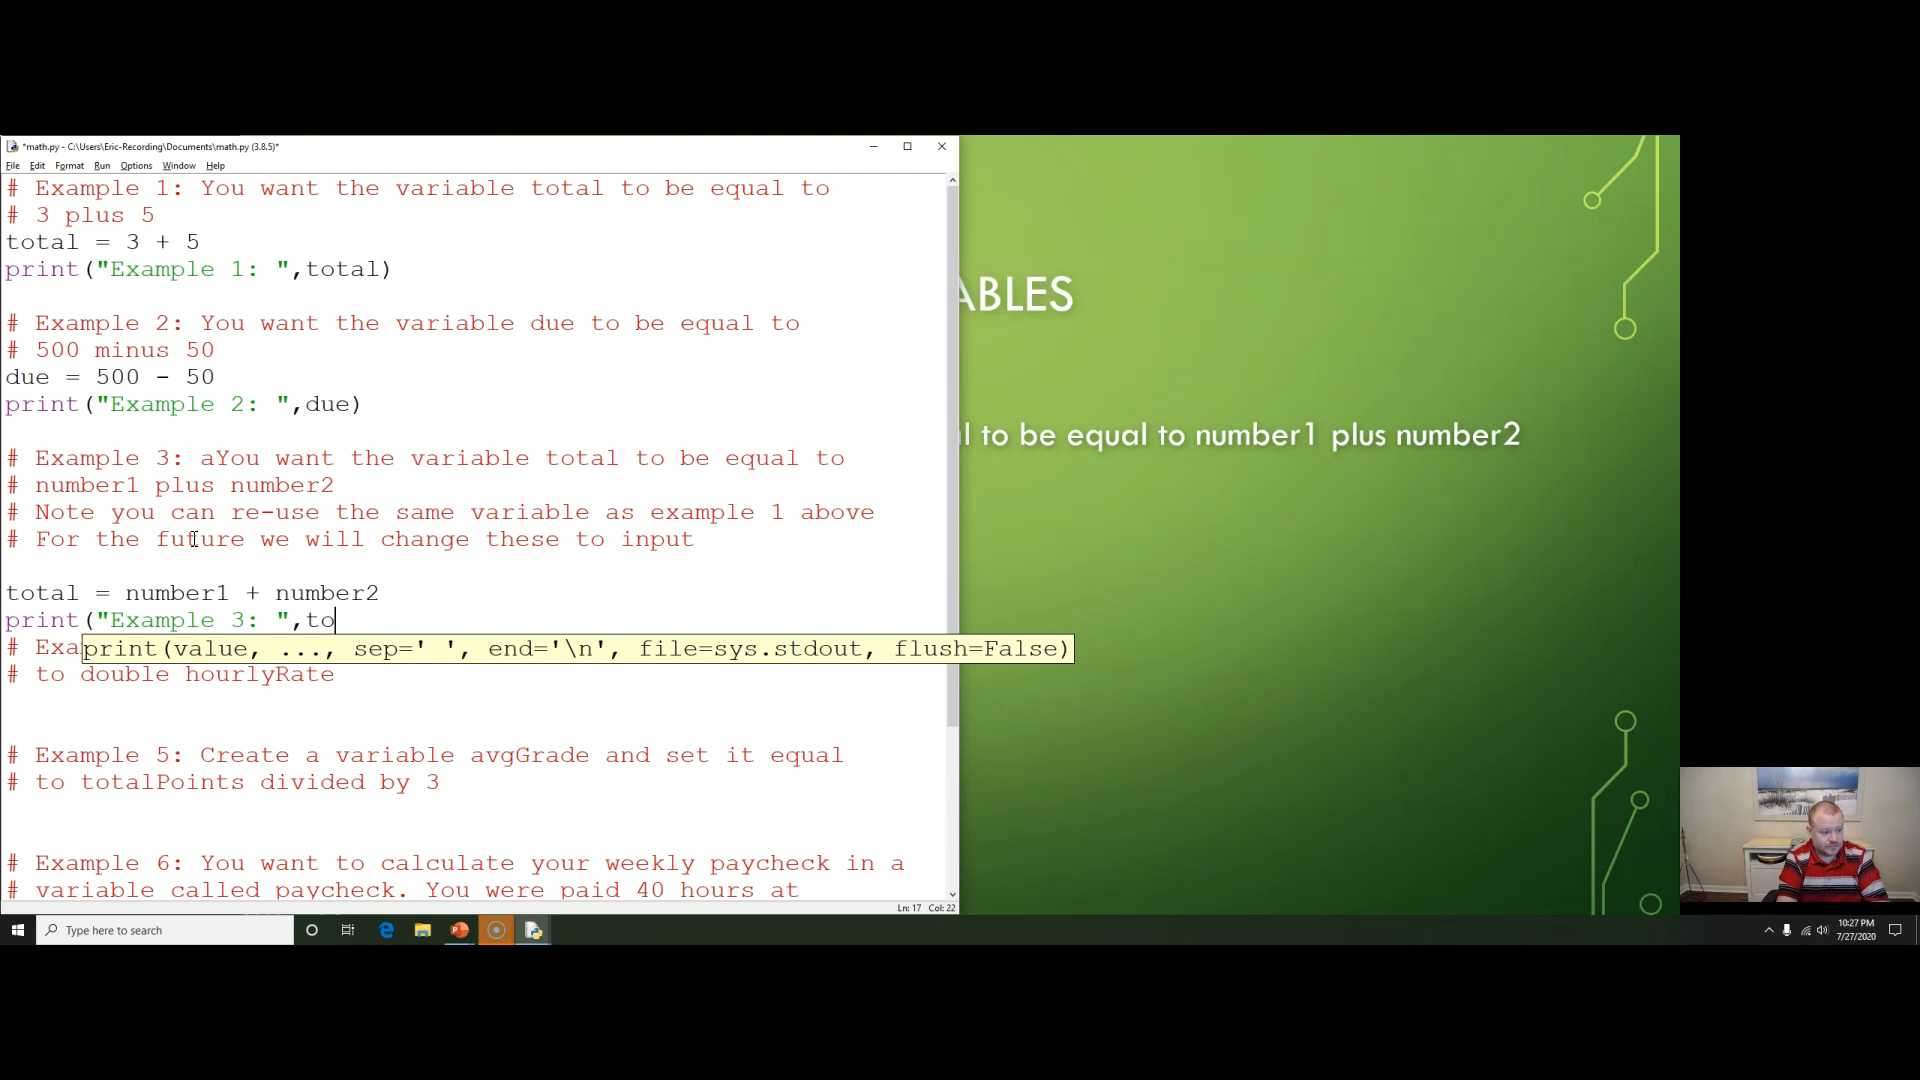 *math.py - C:\Users\Eric-Recording\Documents\math.py (3.8.5)*
File Edit Format Run Options Window Help
# Example 1: You want the variable total to be equal to
# 3 plus 5
total = 3 + 5
print("Example 1: ",total)
# Example 2: You want the variable due to be equal to
# 500 minus 50
due = 500 - 50
print("Example 2: ",due)
# Example 3: aYou want the variable total to be equal to
# number1 plus number2
# Note you can re-use the same variable as example 1 above
# For the future we will change these to input
total = number1 + number2
print("Example 3: ",to
# Exa
print(value, ..., sep=' ', end='\n', file=sys.stdout, flush=False)
# to double hourlyRate
# Example 5: Create a variable avgGrade and set it equal
# to totalPoints divided by 3
# Example 6: You want to calculate your weekly paycheck in a
# variable called paycheck. You were paid 40 hours at
Ln: 17 Col: 22
ABLES
l to be equal to number1 plus number2
Type here to search
10:27 PM
7/27/2020